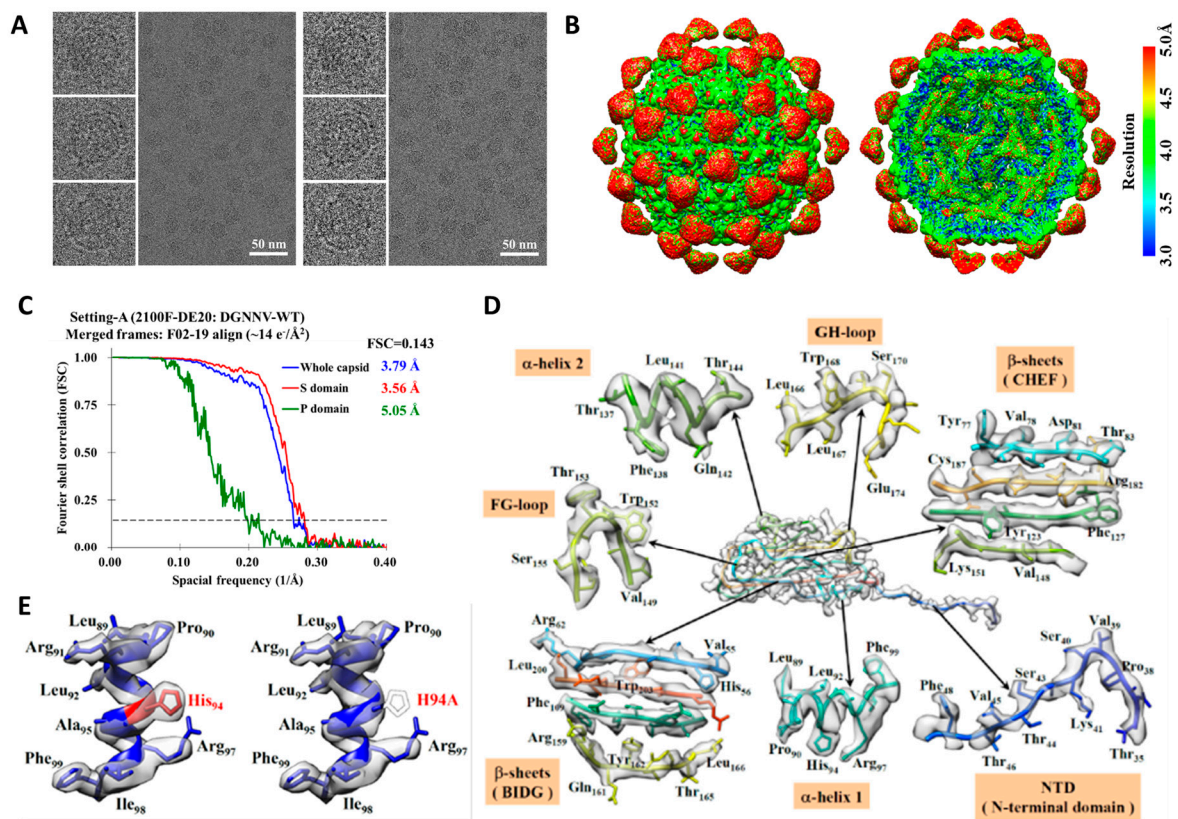 A
50 nm
50 nm
B
5.0Å
4.5
4.0
3.5
3.0
Resolution
C
Setting-A (2100F-DE20: DGNNV-WT)
Merged frames: F02-19 align (~14 e⁻/Å²)
FSC=0.143
Whole capsid 3.79 Å
S domain 3.56 Å
P domain 5.05 Å
Fourier shell correlation (FSC)
1.00
0.75
0.50
0.25
0.00
0.00 0.10 0.20 0.30 0.40
Spacial frequency (1/Å)
D
α-helix 2
Leu141
Thr144
Thr137
Phe138
Gln142
GH-loop
Trp168
Ser170
Leu166
Leu167
Glu174
β-sheets
( CHEF )
Tyr77
Val78
Asp81
Thr83
Cys187
Arg182
Tyr123
Phe127
Lys151
Val148
FG-loop
Thr153
Trp152
Ser155
Val149
Arg62
Val55
Leu200
His56
Trp203
Phe109
Arg159
Tyr162
Leu166
Gln161
Thr165
β-sheets
( BIDG )
Leu89
Leu92
Phe99
Pro90
His94
Arg97
α-helix 1
Val39
Ser40
Pro38
Ser43
Val45
Phe48
Lys41
Thr44
Thr46
Thr35
NTD
( N-terminal domain )
E
Leu89
Pro90
Arg91
Leu92
His94
Ala95
Arg97
Phe99
Ile98
Leu89
Pro90
Arg91
Leu92
H94A
Ala95
Arg97
Phe99
Ile98